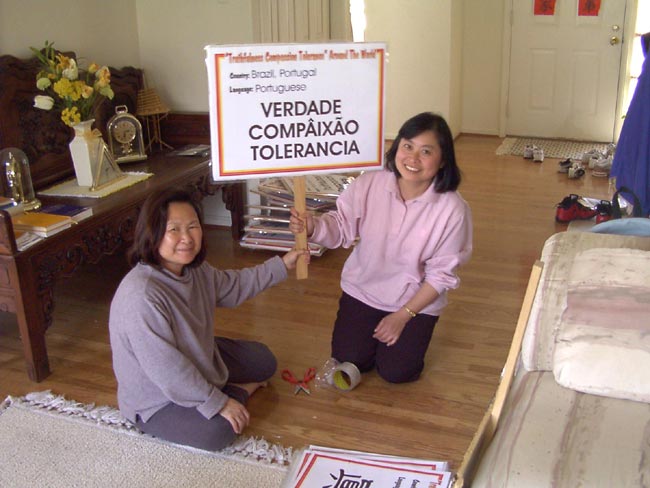 "Truthfulness Compassion Tolerance" Around The World
Country: Brazil, Portugal
Language: Portuguese
VERDADE
COMPÂIXÃO
TOLERANCIA